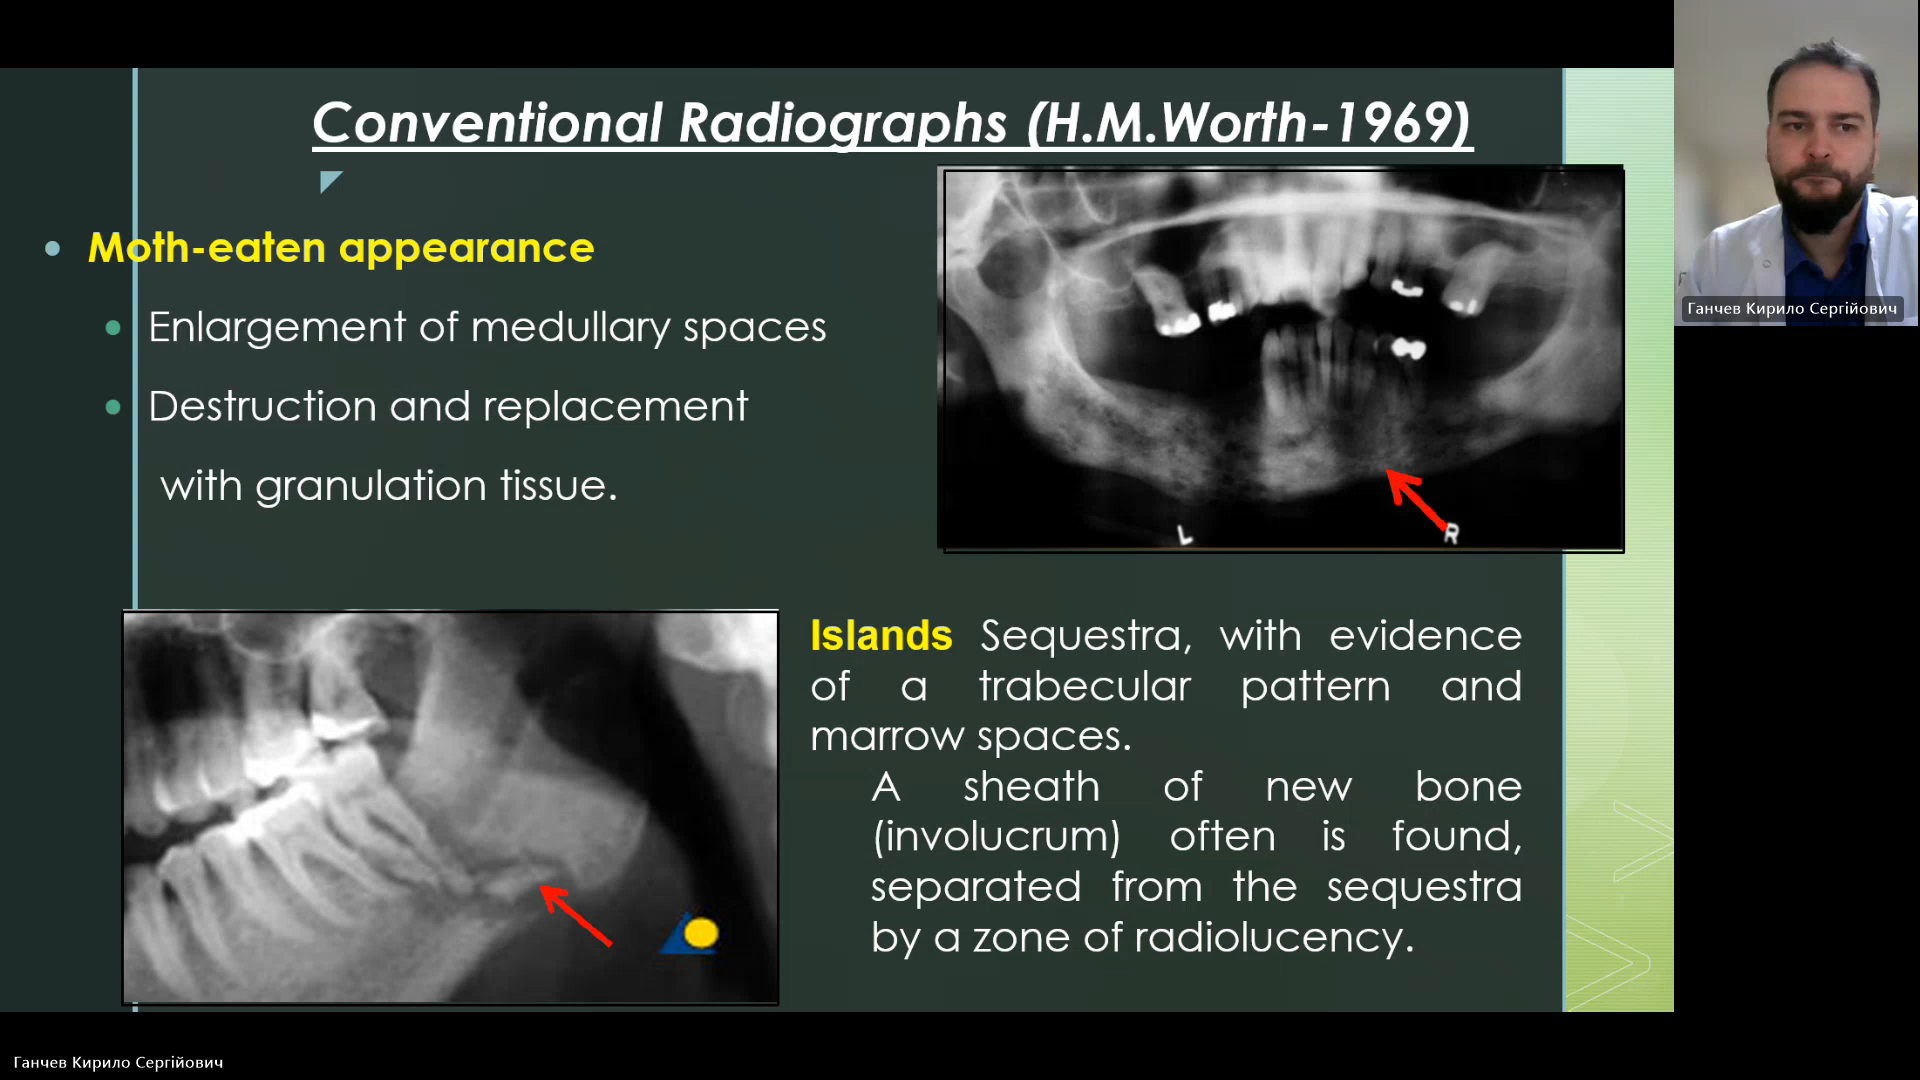 Conventional Radiographs (H.M.Worth-1969)
Moth-eaten appearance
Enlargement of medullary spaces
Destruction and replacement
with granulation tissue.
L
R
Islands Sequestra, with evidence
of a trabecular pattern and
marrow spaces.
A sheath of new bone
(involucrum) often is found,
separated from the sequestra
by a zone of radiolucency.
Ганчев Кирило Сергійович
Ганчев Кирило Сергійович